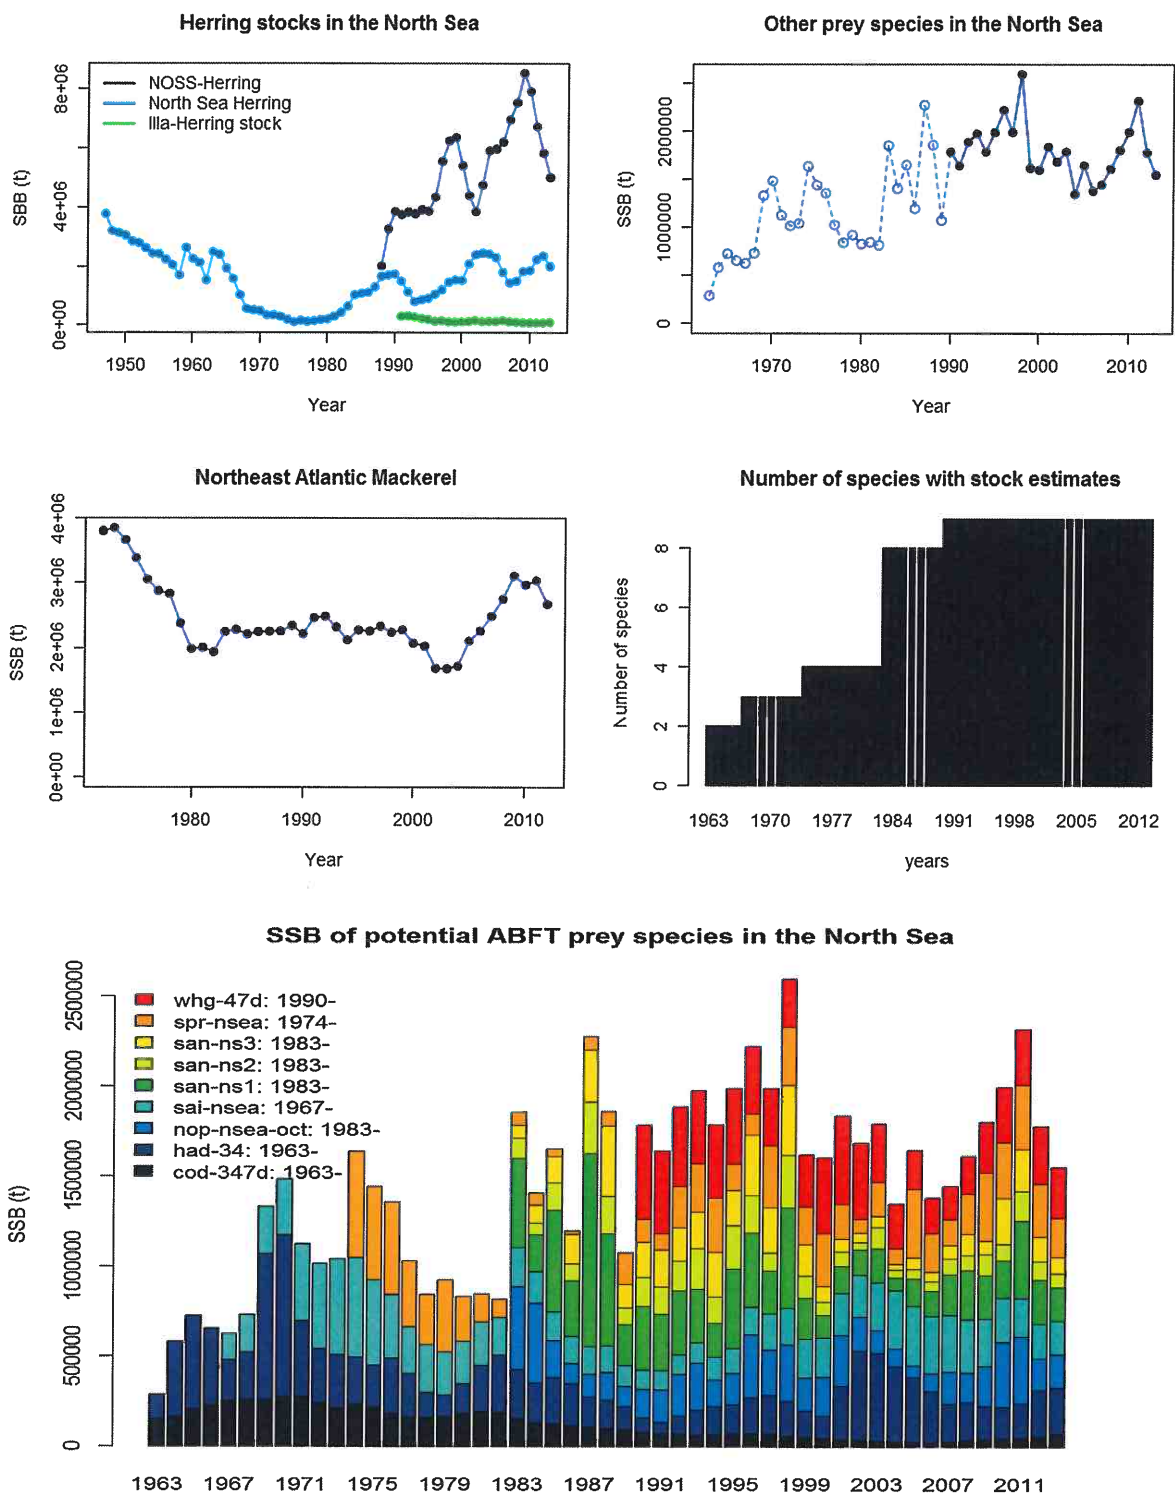 Herring stocks in the North Sea
SBB (t)
8e+06
4e+06
0e+00
NOSS-Herring
North Sea Herring
IIIa-Herring stock
1950 1960 1970 1980 1990 2000 2010
Year
Other prey species in the North Sea
SSB (t)
2000000
1000000
0
1970 1980 1990 2000 2010
Year
Northeast Atlantic Mackerel
SSB (t)
4e+06
3e+06
2e+06
1e+06
0e+00
1980 1990 2000 2010
Year
Number of species with stock estimates
Number of species
8
6
4
2
0
1963 1970 1977 1984 1991 1998 2005 2012
years
SSB of potential ABFT prey species in the North Sea
SSB (t)
2500000
2000000
1500000
1000000
500000
0
whg-47d: 1990-
spr-nsea: 1974-
san-ns3: 1983-
san-ns2: 1983-
san-ns1: 1983-
sai-nsea: 1967-
nop-nsea-oct: 1983-
had-34: 1963-
cod-347d: 1963-
1963 1967 1971 1975 1979 1983 1987 1991 1995 1999 2003 2007 2011